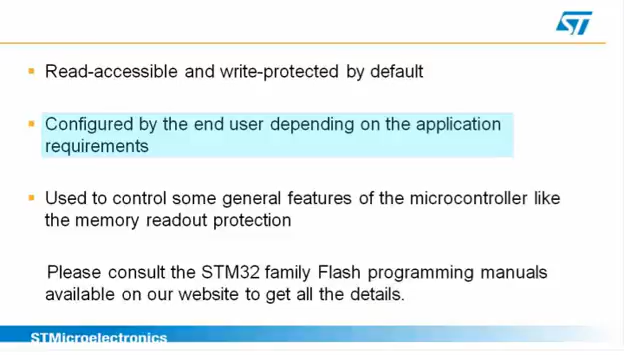 ST
Read-accessible and write-protected by default
Configured by the end user depending on the application
requirements
Used to control some general features of the microcontroller like
the memory readout protection
Please consult the STM32 family Flash programming manuals
available on our website to get all the details.
STMicroelectronics